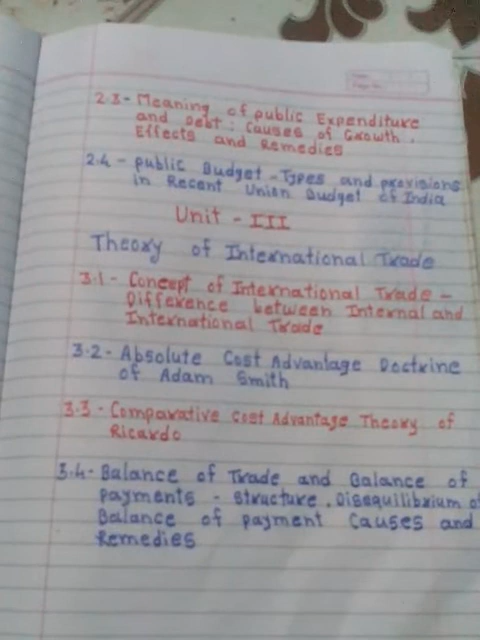 2.3 - Meaning of public Expenditure
and Debt : Causes of Growth .
Effects and Remedies
2.4 - public Budget - Types and provisions
in Recent Union Budget of India
Unit - III
Theory of International Trade
3.1 - Concept of International Trade -
Difference between Internal and
International Trade
3.2 - Absolute Cost Advantage Doctrine
of Adam Smith
3.3 - Comparative Cost Advantage Theory of
Ricardo
3.4 - Balance of Trade and Balance of
payments - Structure . Disequilibrium of
Balance of payment Causes and
Remedies